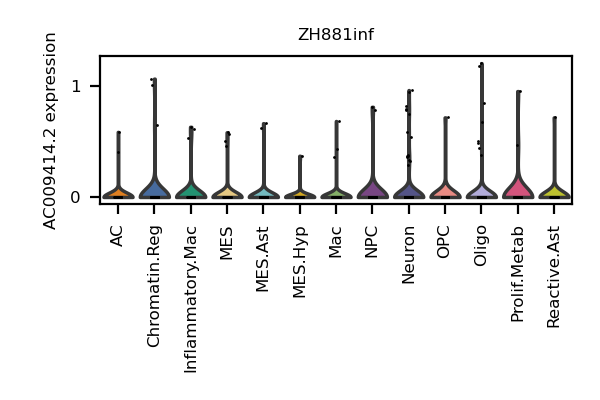 ZH881inf
AC009414.2 expression
1
0
AC
Chromatin.Reg
Inflammatory.Mac
MES
MES.Ast
MES.Hyp
Mac
NPC
Neuron
OPC
Oligo
Prolif.Metab
Reactive.Ast